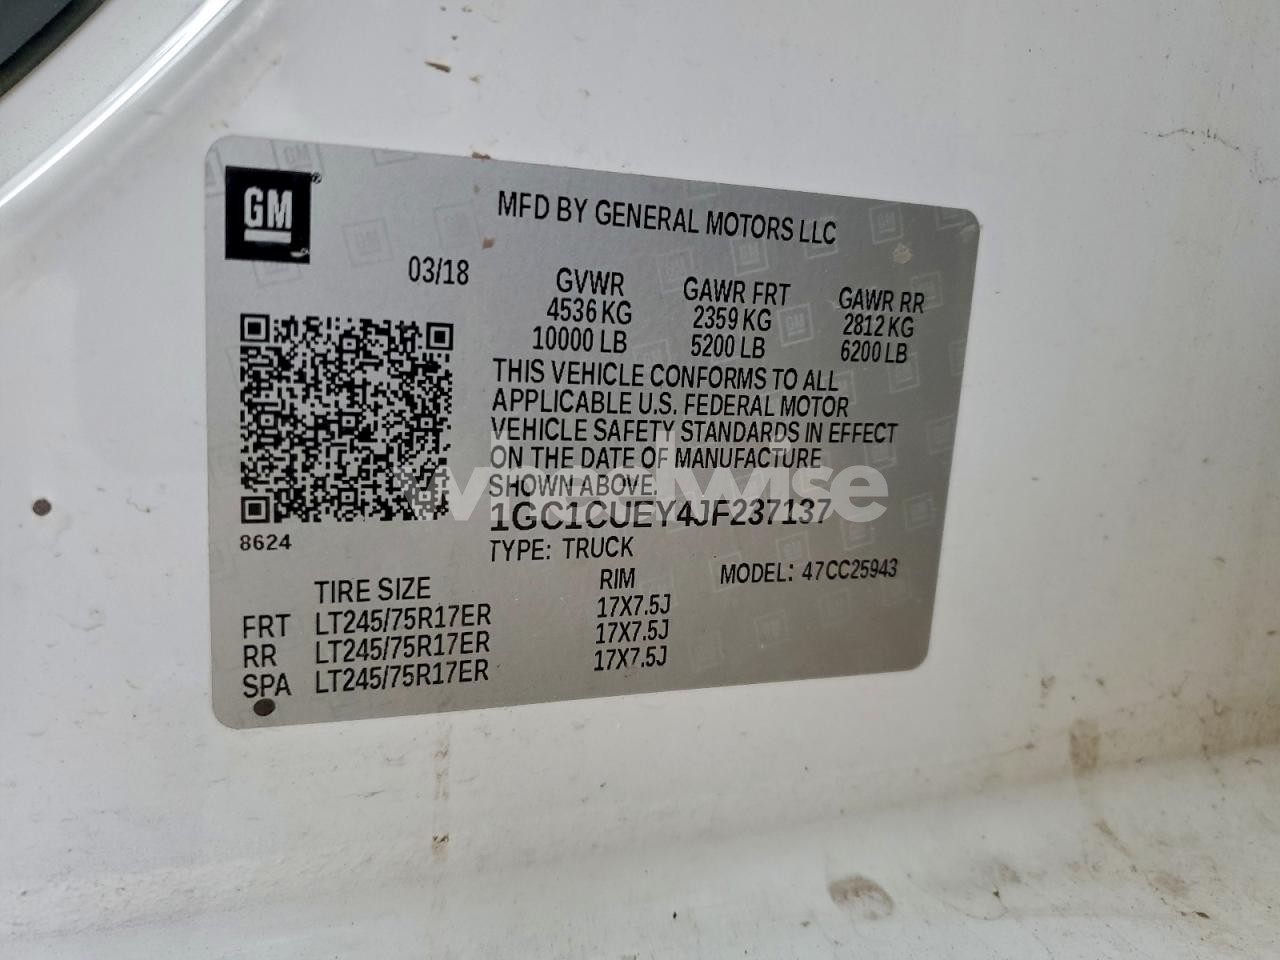 GM
MFD BY GENERAL MOTORS LLC
03/18
GVWR GAWR FRT GAWR RR
4536 KG 2359 KG 2812 KG
10000 LB 5200 LB 6200 LB
THIS VEHICLE CONFORMS TO ALL
APPLICABLE U.S. FEDERAL MOTOR
VEHICLE SAFETY STANDARDS IN EFFECT
ON THE DATE OF MANUFACTURE
SHOWN ABOVE.
1GC1CUEY4JF237137
8624
TYPE: TRUCK
MODEL: 47CC25943
TIRE SIZE RIM
FRT LT245/75R17ER 17X7.5J
RR LT245/75R17ER 17X7.5J
SPA LT245/75R17ER 17X7.5J
wheelwise